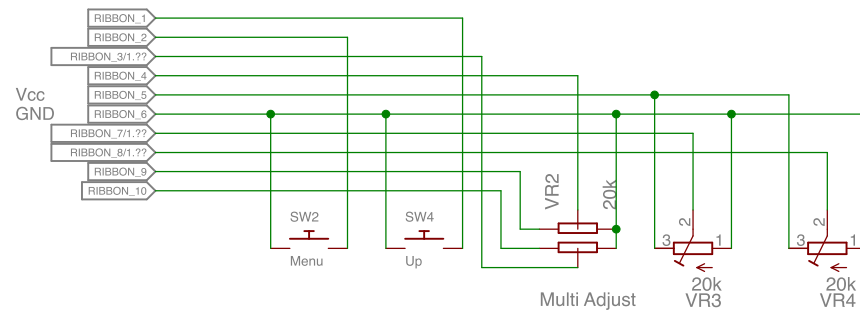 RIBBON_1
RIBBON_2
RIBBON_3/1.??
RIBBON_4
Vcc RIBBON_5
GND RIBBON_6
RIBBON_7/1.??
RIBBON_8/1.??
RIBBON_9
RIBBON_10
VR2
20k
SW2
Menu
SW4
Up
Multi Adjust
3 2 1
20k
VR3
3 2 1
20k
VR4